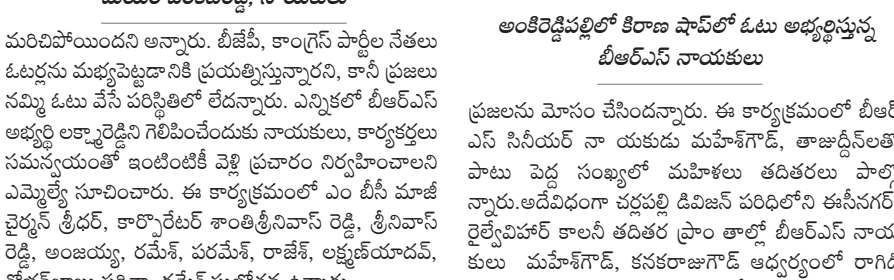 మరిచిపోయిందని అన్నారు. బీజేపీ, కాంగ్రెస్ పార్టీల నేతలు
ఓటర్లను మభ్యపెట్టడానికి ప్రయత్నిస్తున్నారని, కానీ ప్రజలు
నమ్మి ఓటు వేసే పరిస్థితిలో లేదన్నారు. ఎన్నికలో బీఆర్ఎస్
అభ్యర్థి లక్ష్మారెడ్డిని గెలిపించేందుకు నాయకులు, కార్యకర్తలు
సమన్వయంతో ఇంటింటికీ వెళ్లి ప్రచారం నిర్వహించాలని
ఎమ్మెల్యే సూచించారు. ఈ కార్యక్రమంలో ఎం బీసీ మాజీ
చైర్మన్ శ్రీధర్, కార్పొరేటర్ శాంతిశ్రీనివాస్ రెడ్డి, శ్రీనివాస్
రెడ్డి, అంజయ్య, రమేశ్, పరమేశ్, రాజేశ్, లక్ష్మణ్‌యాదవ్,
అంకిరెడ్డిపల్లిలో కిరాణ షాప్‌లో ఓటు అభ్యర్థిస్తున్న
బీఆర్ఎస్ నాయకులు
ప్రజలను మోసం చేసిందన్నారు. ఈ కార్యక్రమంలో బీఆర్
ఎస్ సీనియర్ నా యకుడు మహేశ్‌గౌడ్, తాజుద్దీన్‌లతో
పాటు పెద్ద సంఖ్యలో మహిళలు తదితరలు పాల్గొ
న్నారు.అదేవిధంగా చర్లపల్లి డివిజన్ పరిధిలోని ఈసీనగర్
రైల్వేవిహార్ కాలనీ తదితర ప్రాం తాల్లో బీఆర్ఎస్ నాయ
కులు మహేశ్‌గౌడ్, కనకరాజుగౌడ్ ఆధ్వర్యంలో రాగి